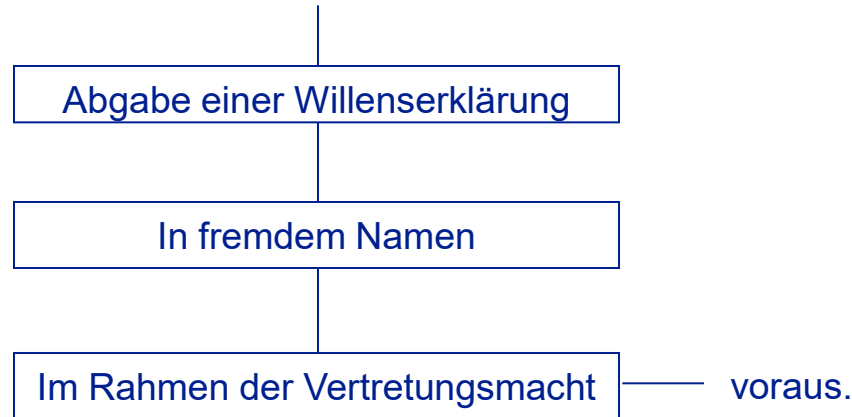 Abgabe einer Willenserklärung
In fremdem Namen
Im Rahmen der Vertretungsmacht voraus.